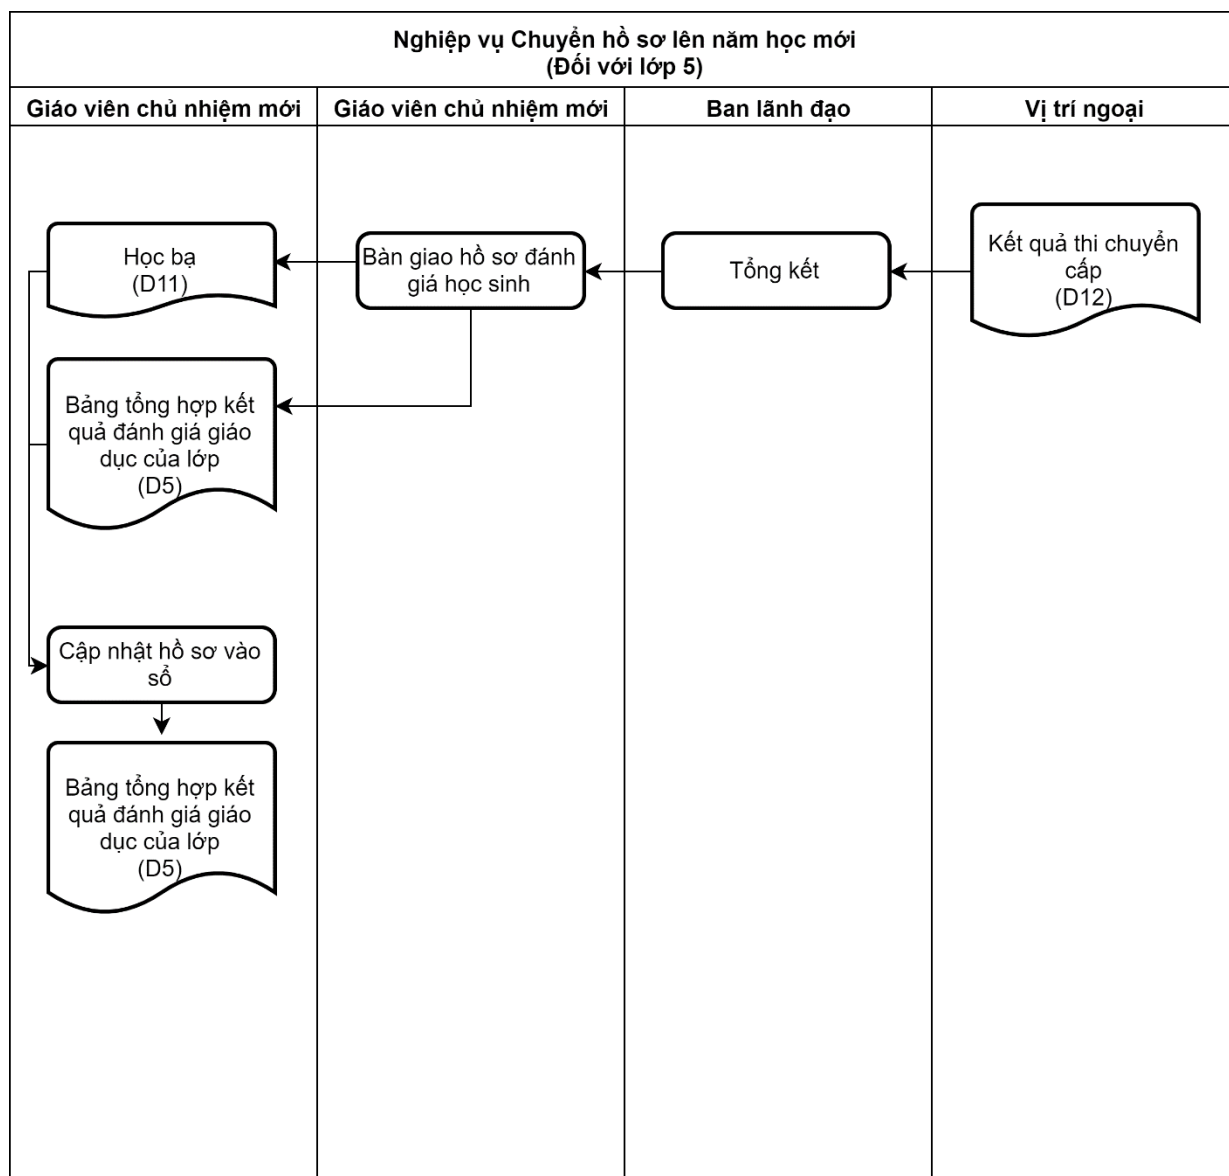 Nghiệp vụ Chuyển hồ sơ lên năm học mới
(Đối với lớp 5)
Giáo viên chủ nhiệm mới
Giáo viên chủ nhiệm mới
Ban lãnh đạo
Vị trí ngoại
Học bạ
(D11)
Bàn giao hồ sơ đánh
giá học sinh
Tổng kết
Kết quả thi chuyển
cấp
(D12)
Bảng tổng hợp kết
quả đánh giá giáo
dục của lớp
(D5)
Cập nhật hồ sơ vào
sổ
Bảng tổng hợp kết
quả đánh giá giáo
dục của lớp
(D5)